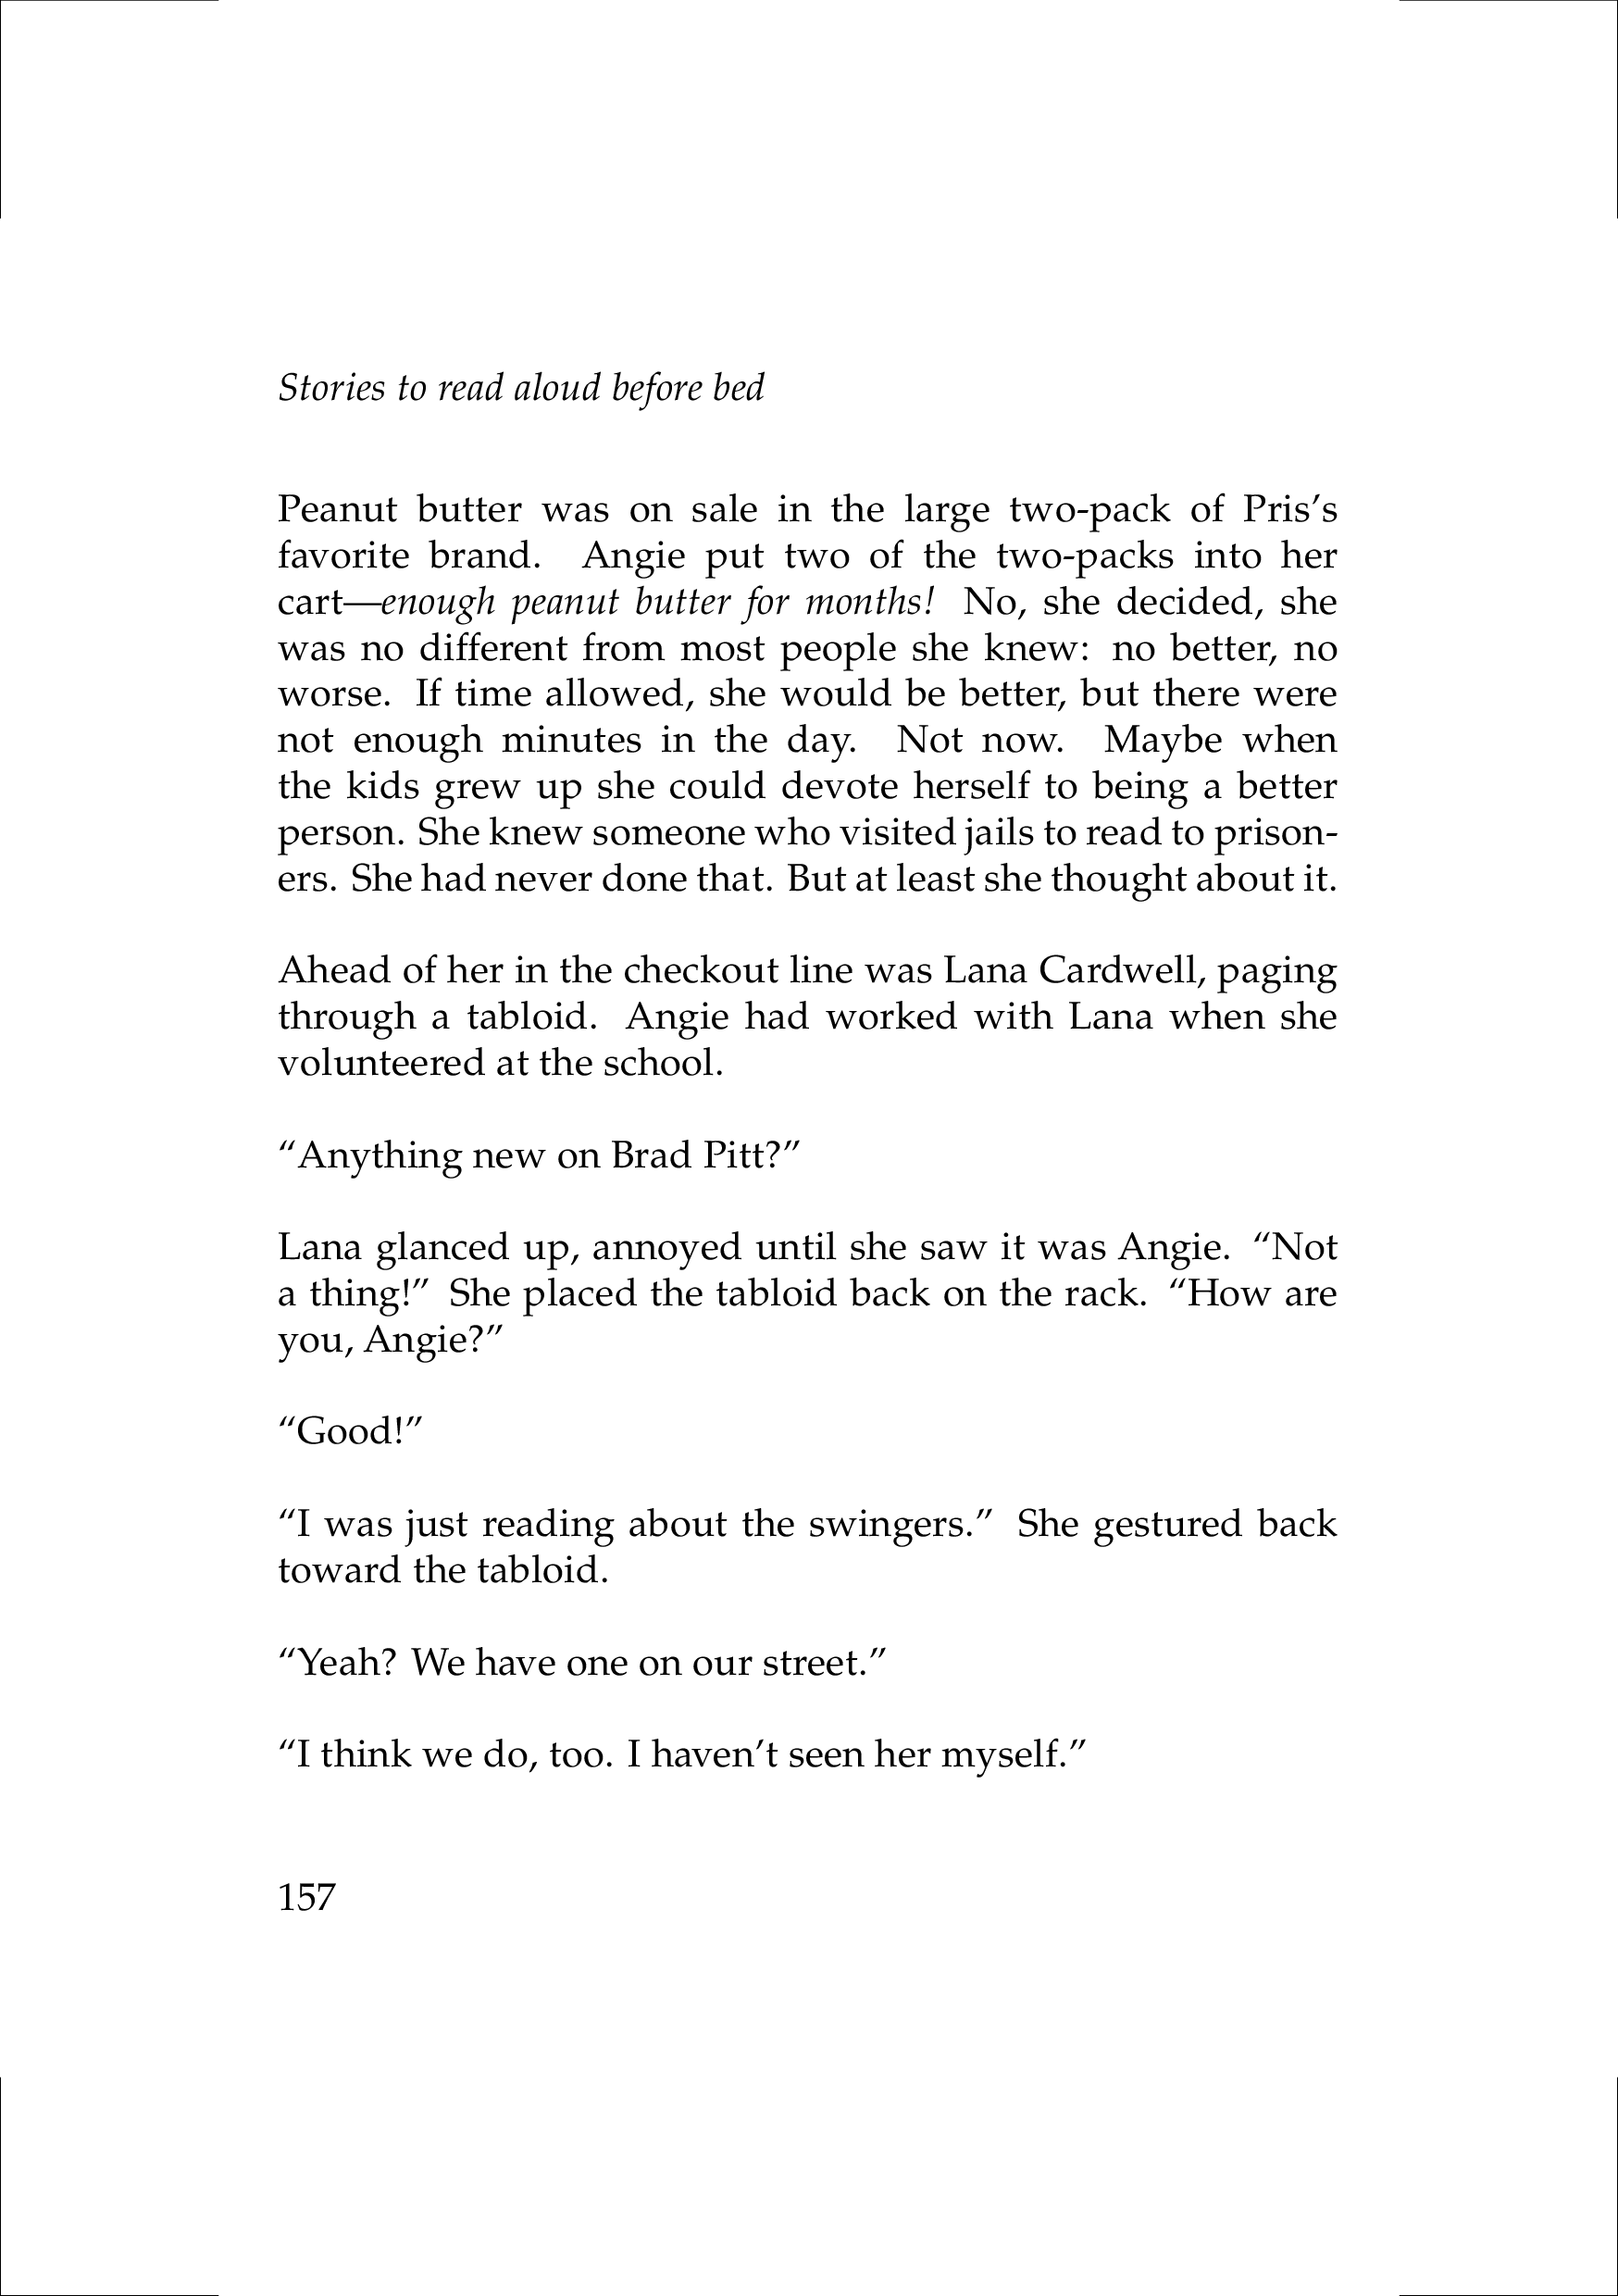 Stories to read aloud before bed
Peanut butter was on sale in the large two-pack of Pris’s
favorite brand. Angie put two of the two-packs into her
cart—enough peanut butter for months! No, she decided, she
was no different from most people she knew: no better, no
worse. If time allowed, she would be better, but there were
not enough minutes in the day. Not now. Maybe when
the kids grew up she could devote herself to being a better
person. She knew someone who visited jails to read to prison-
ers. She had never done that. But at least she thought about it.
Ahead of her in the checkout line was Lana Cardwell, paging
through a tabloid. Angie had worked with Lana when she
volunteered at the school.
“Anything new on Brad Pitt?”
Lana glanced up, annoyed until she saw it was Angie. “Not
a thing!” She placed the tabloid back on the rack. “How are
you, Angie?”
“Good!”
“I was just reading about the swingers.” She gestured back
toward the tabloid.
“Yeah? We have one on our street.”
“I think we do, too. I haven’t seen her myself.”
157